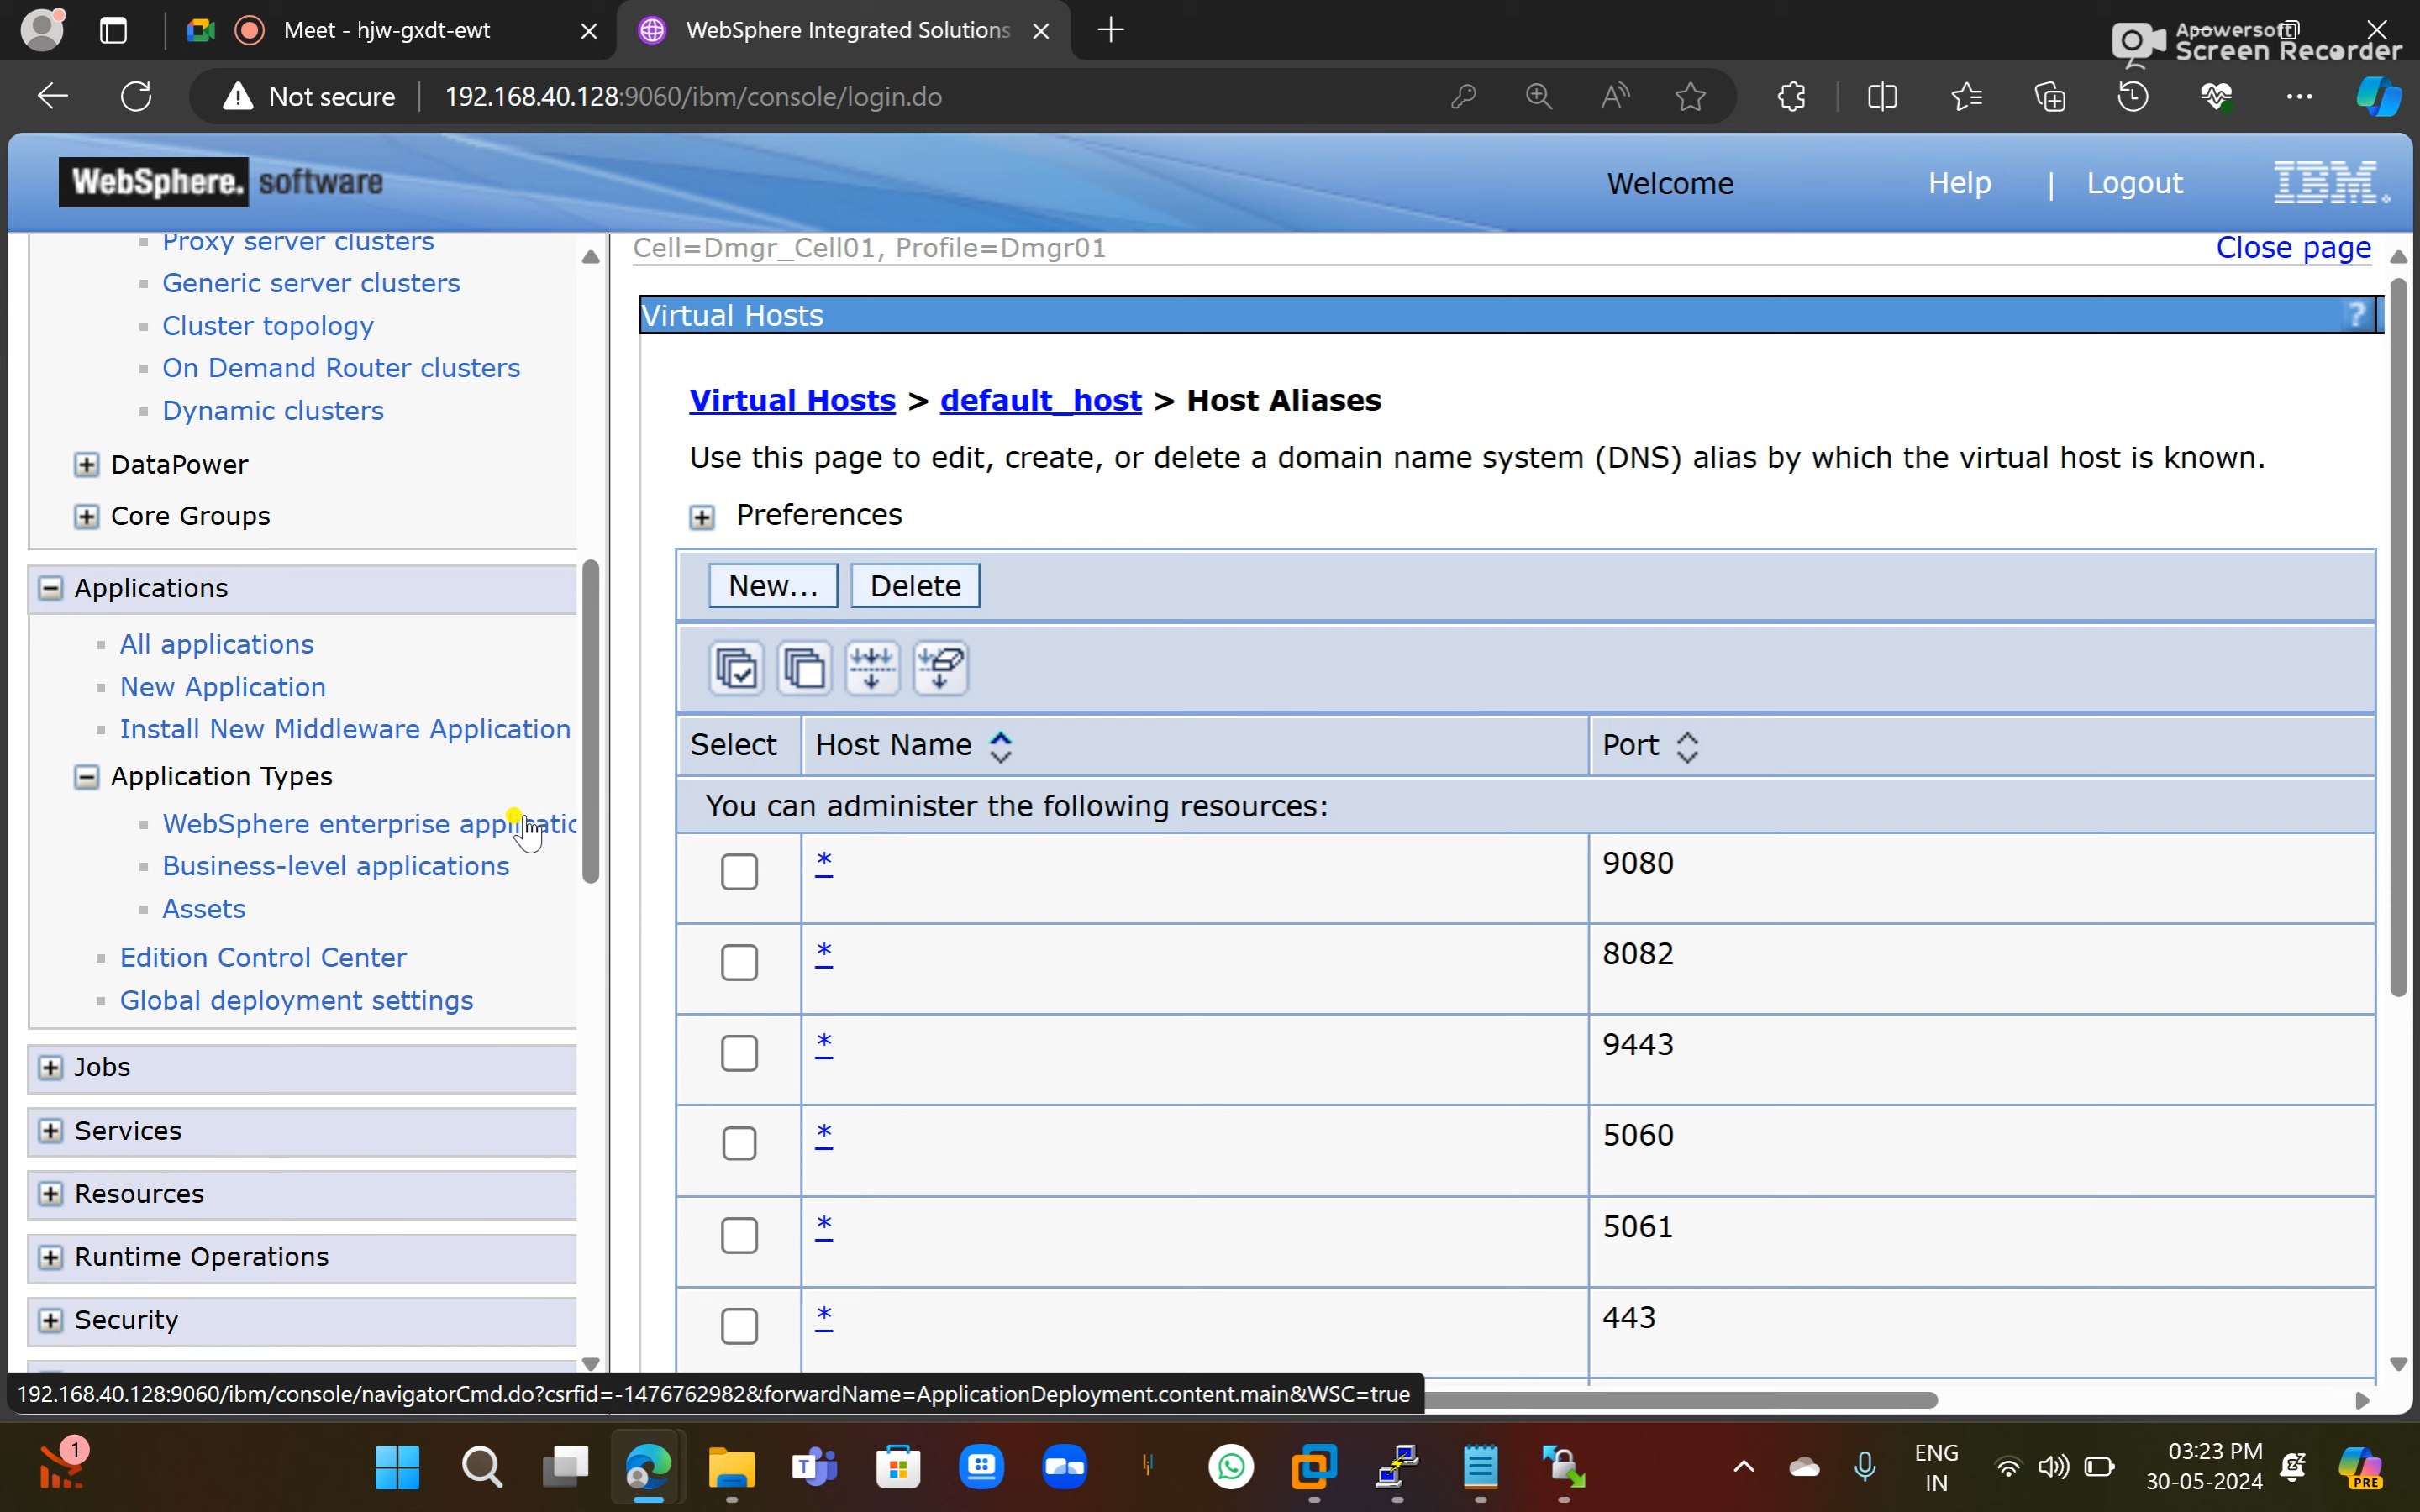 Meet - hjw-gxdt-ewt
WebSphere Integrated Solutions
Apowersoft
Screen Recorder
Not secure
192.168.40.128:9060/ibm/console/login.do
WebSphere. software
Welcome
Help
|
Logout
IBM.
Proxy server clusters
Generic server clusters
Cluster topology
On Demand Router clusters
Dynamic clusters
DataPower
Core Groups
Applications
All applications
New Application
Install New Middleware Application
Application Types
WebSphere enterprise applicatio
Business-level applications
Assets
Edition Control Center
Global deployment settings
Jobs
Services
Resources
Runtime Operations
Security
Cell=Dmgr_Cell01, Profile=Dmgr01
Close page
Virtual Hosts
?
Virtual Hosts > default_host > Host Aliases
Use this page to edit, create, or delete a domain name system (DNS) alias by which the virtual host is known.
Preferences
New...
Delete
Select
Host Name
Port
You can administer the following resources:
* 9080
* 8082
* 9443
* 5060
* 5061
* 443
192.168.40.128:9060/ibm/console/navigatorCmd.do?csrfid=-1476762982&forwardName=ApplicationDeployment.content.main&WSC=true
1
ENG
IN
03:23 PM
30-05-2024
PRE